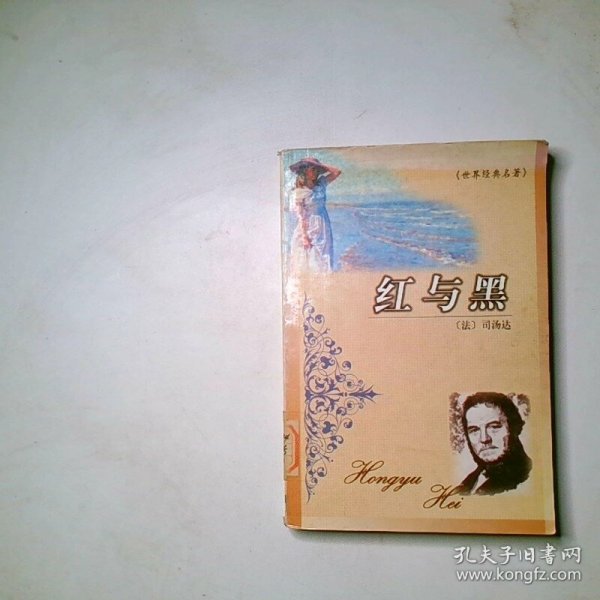 《世界经典名著》
红与黑
〔法〕司汤达
Hongyu
Hei
孔夫子旧书网
www.kongfz.com